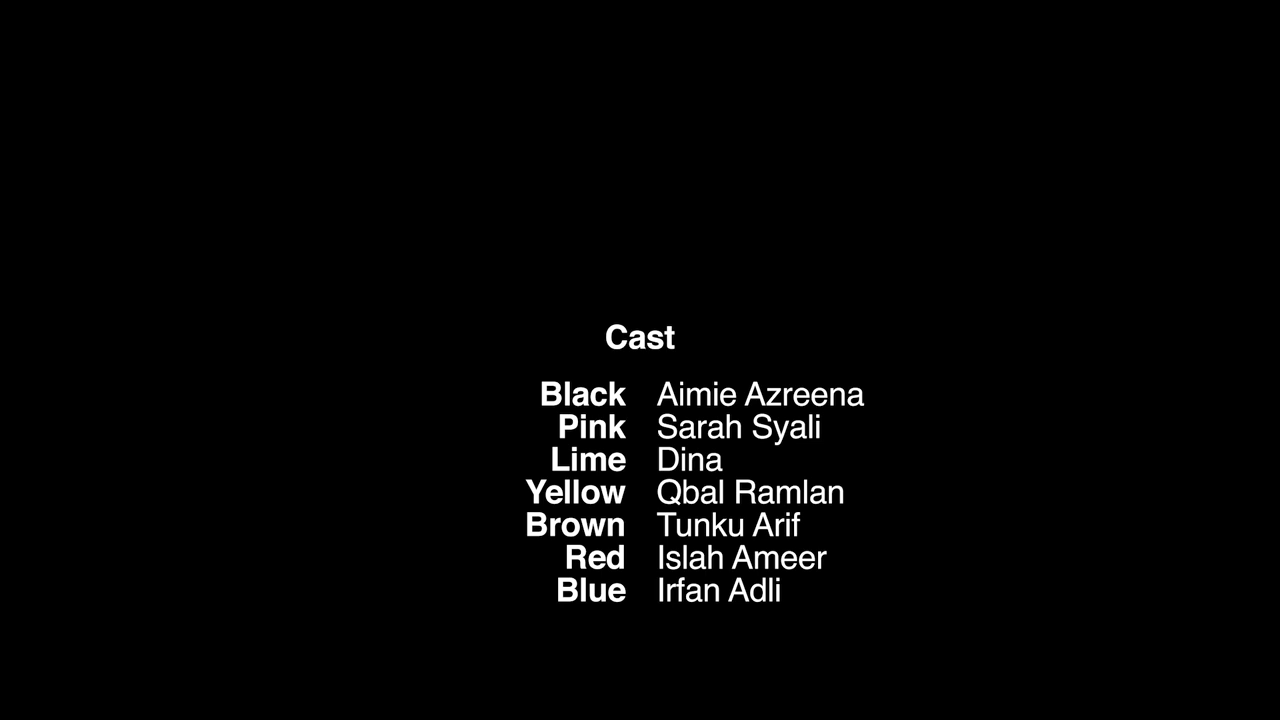 Cast
Black Aimie Azreena
Pink Sarah Syali
Lime Dina
Yellow Qbal Ramlan
Brown Tunku Arif
Red Islah Ameer
Blue Irfan Adli